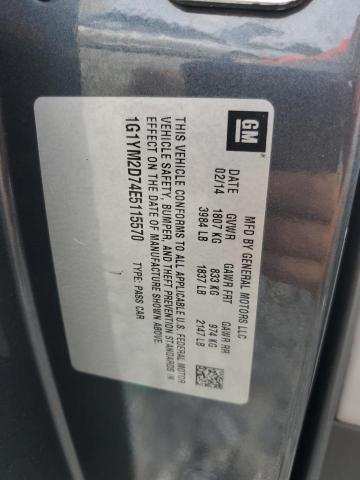 GM
MFD BY GENERAL MOTORS LLC
DATE GVWR GAWR FRT GAWR RR
02/14 1807 KG 833 KG 974 KG
3984 LB 1837 LB 2147 LB
THIS VEHICLE CONFORMS TO ALL APPLICABLE U.S. FEDERAL MOTOR
VEHICLE SAFETY, BUMPER, AND THEFT PREVENTION STANDARDS IN
EFFECT ON THE DATE OF MANUFACTURE SHOWN ABOVE.
1G1YM2D74E5115570 TYPE: PASS CAR